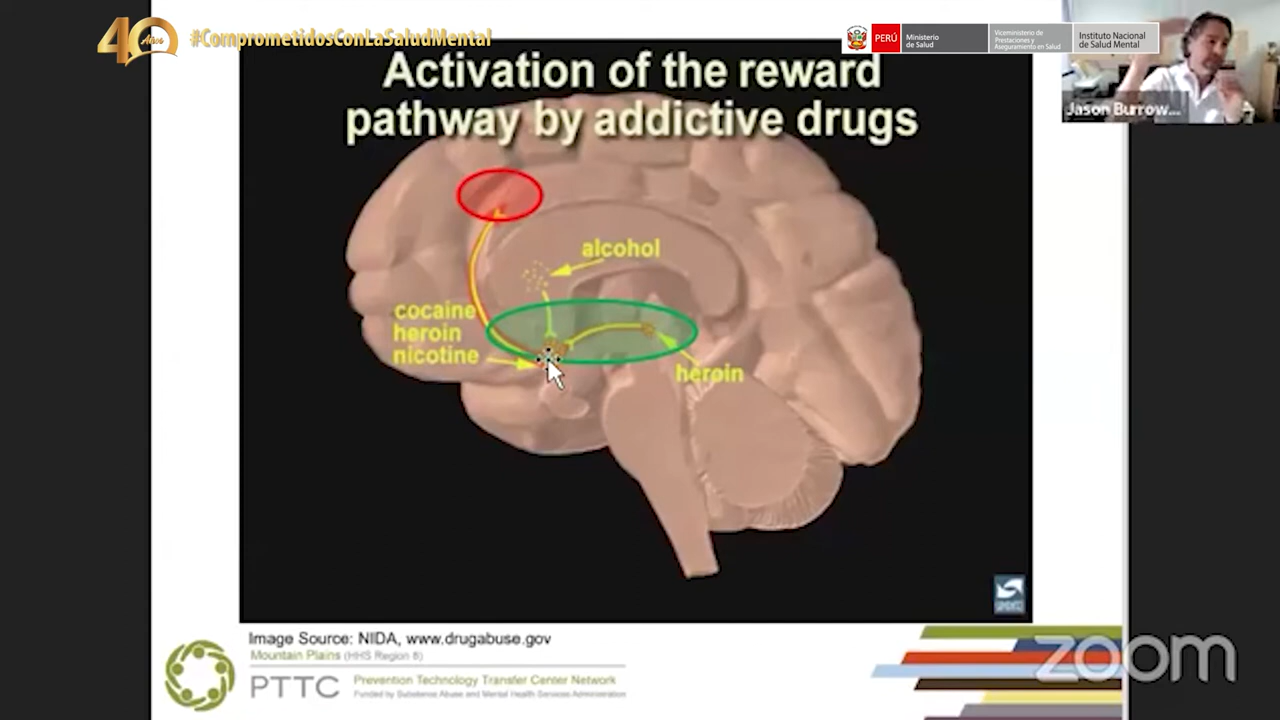 40 Años
#ComprometidosConLaSaludMental
PERÚ
Ministerio
de Salud
Viceministerio de
Prestaciones y
Aseguramiento en Salud
Instituto Nacional
de Salud Mental
Jason Burrow...
Activation of the reward
pathway by addictive drugs
alcohol
cocaine
heroin
nicotine
heroin
Image Source: NIDA, www.drugabuse.gov
Mountain Plains (HHS Region 8)
PTTC
Prevention Technology Transfer Center Network
Funded by Substance Abuse and Mental Health Services Administration
zoom